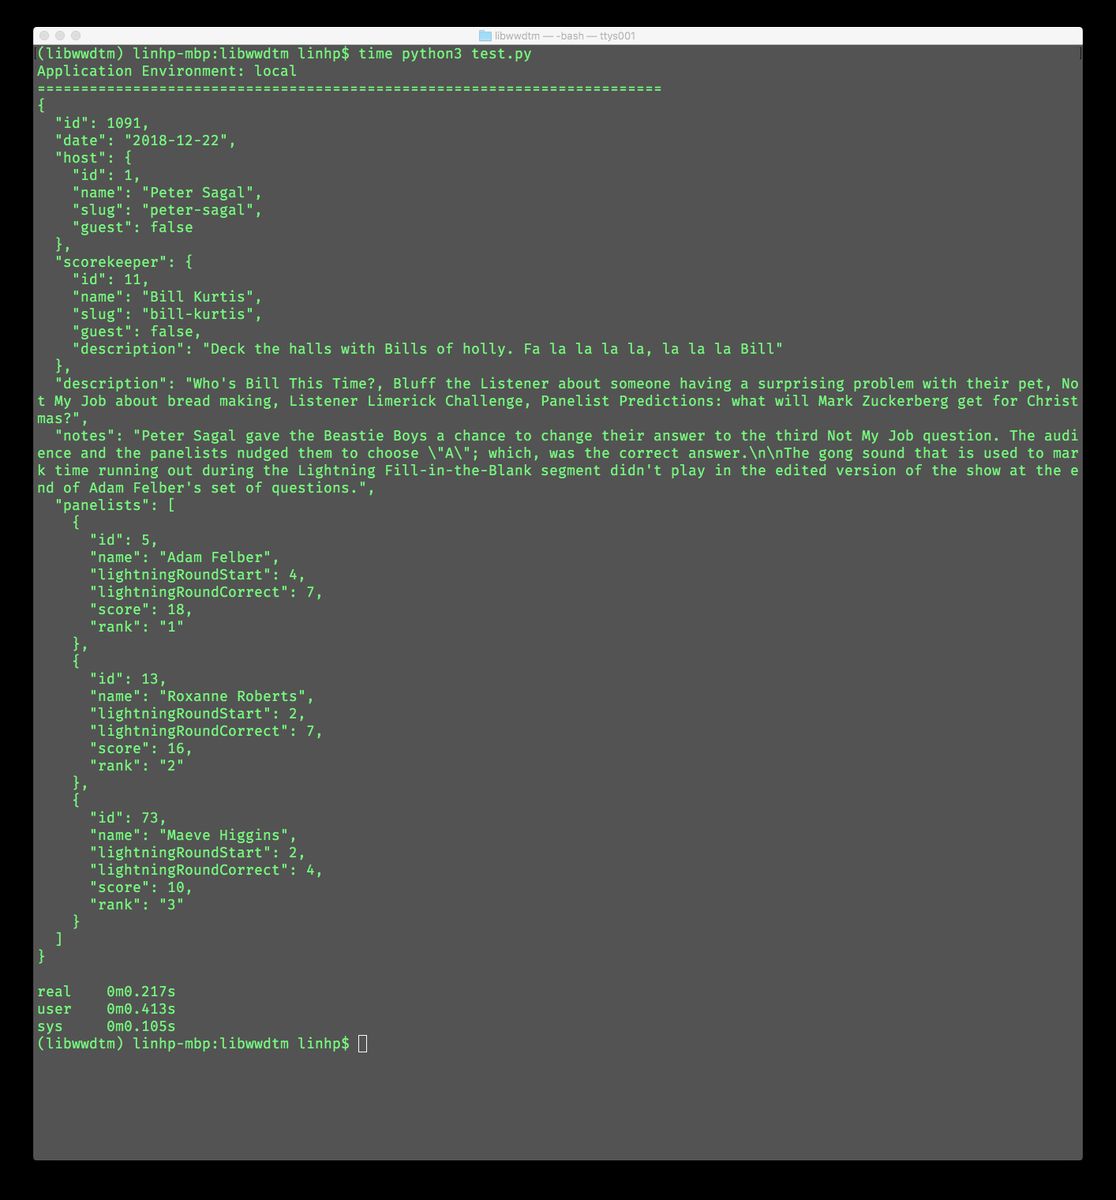 libwwdtm — -bash — ttys001
(libwwdtm) linhp-mbp:libwwdtm linhp$ time python3 test.py
Application Environment: local
========================================================================
{
  "id": 1091,
  "date": "2018-12-22",
  "host": {
    "id": 1,
    "name": "Peter Sagal",
    "slug": "peter-sagal",
    "guest": false
  },
  "scorekeeper": {
    "id": 11,
    "name": "Bill Kurtis",
    "slug": "bill-kurtis",
    "guest": false,
    "description": "Deck the halls with Bills of holly. Fa la la la la, la la la Bill"
  },
  "description": "Who's Bill This Time?, Bluff the Listener about someone having a surprising problem with their pet, No
t My Job about bread making, Listener Limerick Challenge, Panelist Predictions: what will Mark Zuckerberg get for Christ
mas?",
  "notes": "Peter Sagal gave the Beastie Boys a chance to change their answer to the third Not My Job question. The audi
ence and the panelists nudged them to choose \"A\"; which, was the correct answer.\n\nThe gong sound that is used to mar
k time running out during the Lightning Fill-in-the-Blank segment didn't play in the edited version of the show at the e
nd of Adam Felber's set of questions.",
  "panelists": [
    {
      "id": 5,
      "name": "Adam Felber",
      "lightningRoundStart": 4,
      "lightningRoundCorrect": 7,
      "score": 18,
      "rank": "1"
    },
    {
      "id": 13,
      "name": "Roxanne Roberts",
      "lightningRoundStart": 2,
      "lightningRoundCorrect": 7,
      "score": 16,
      "rank": "2"
    },
    {
      "id": 73,
      "name": "Maeve Higgins",
      "lightningRoundStart": 2,
      "lightningRoundCorrect": 4,
      "score": 10,
      "rank": "3"
    }
  ]
}
real    0m0.217s
user    0m0.413s
sys     0m0.105s
(libwwdtm) linhp-mbp:libwwdtm linhp$